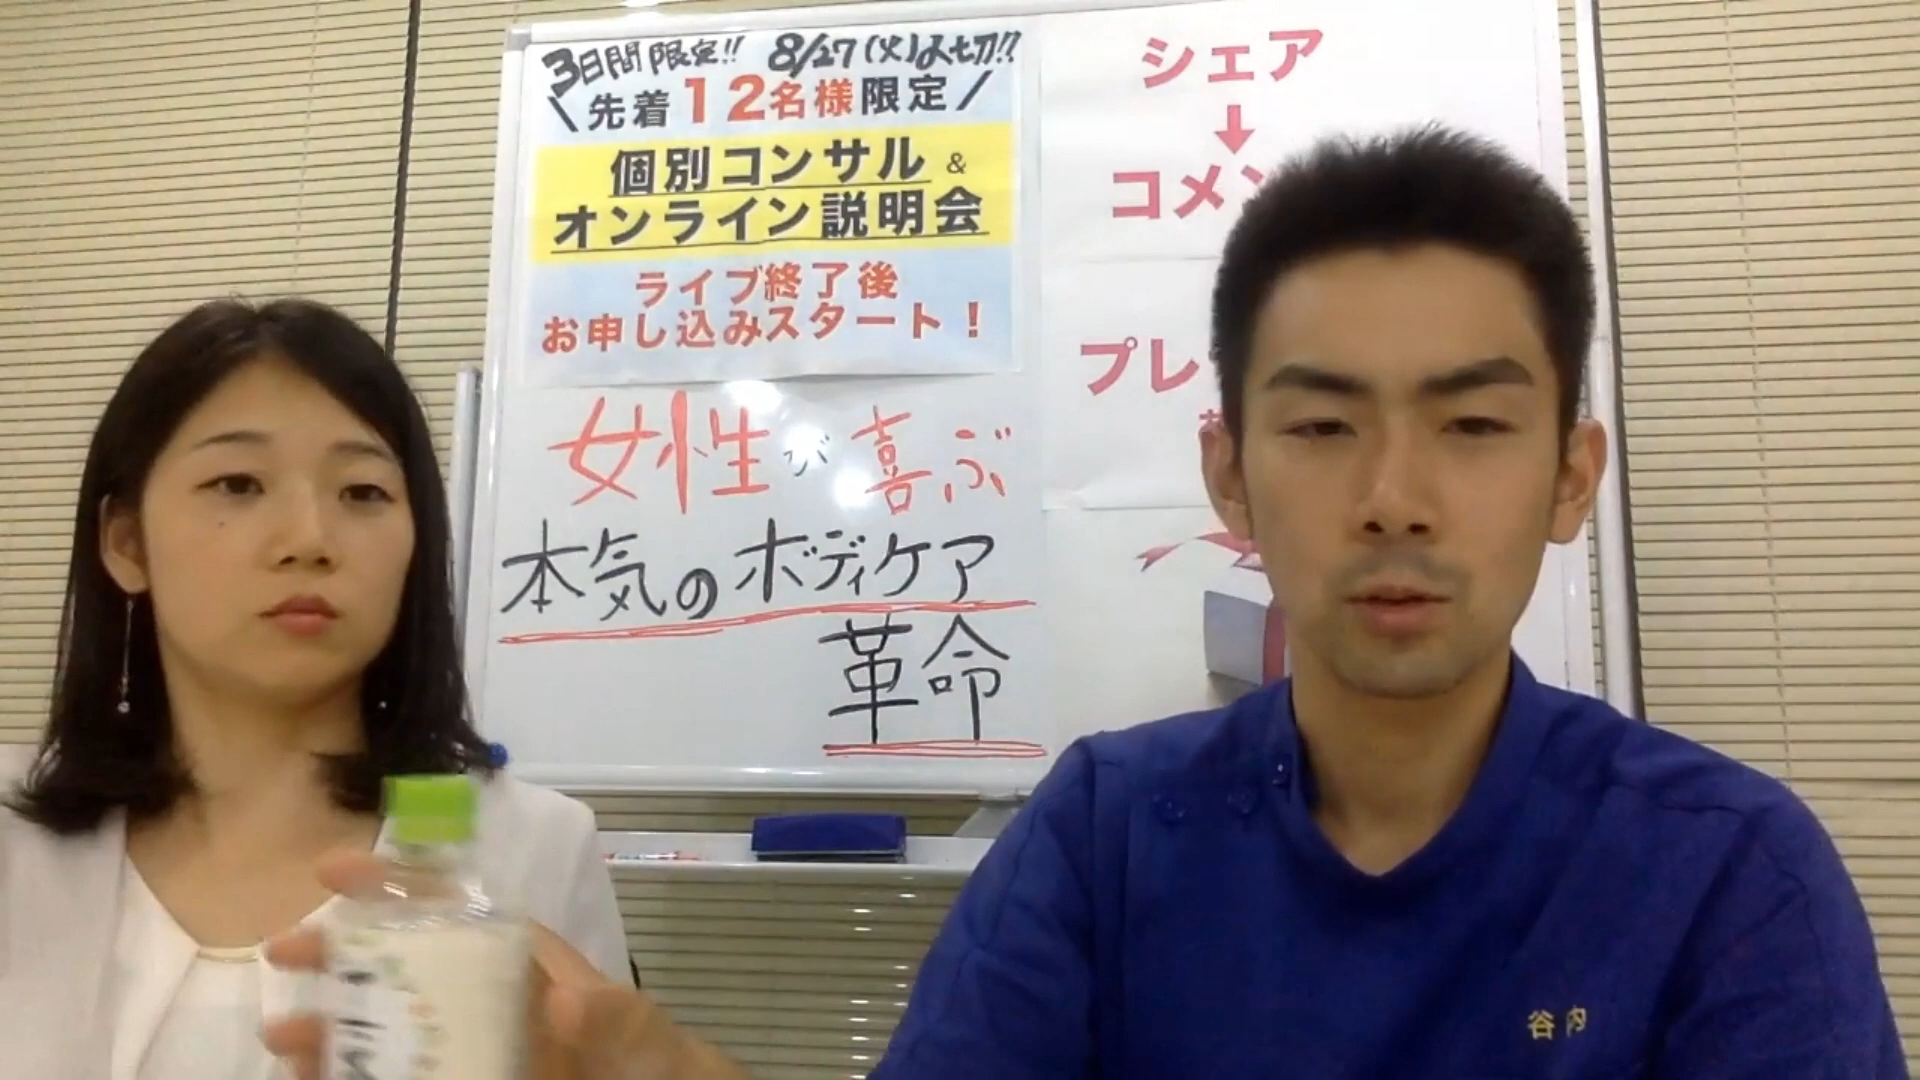 3日間限定!! 8/27(火)〆切!!
\先着12名様限定/
個別コンサル &
オンライン説明会
ライブ終了後
お申し込みスタート!
女性が喜ぶ
本気のボディケア
革命
シェア
↓
コメン
プレ
谷内